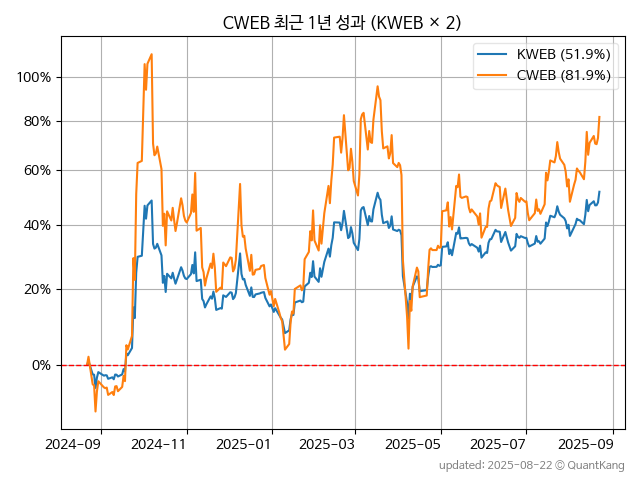 CWEB 최근 1년 성과 (KWEB × 2)
KWEB (51.9%)
CWEB (81.9%)
100%
80%
60%
40%
20%
0%
2024-09 2024-11 2025-01 2025-03 2025-05 2025-07 2025-09
updated: 2025-08-22 © QuantKang